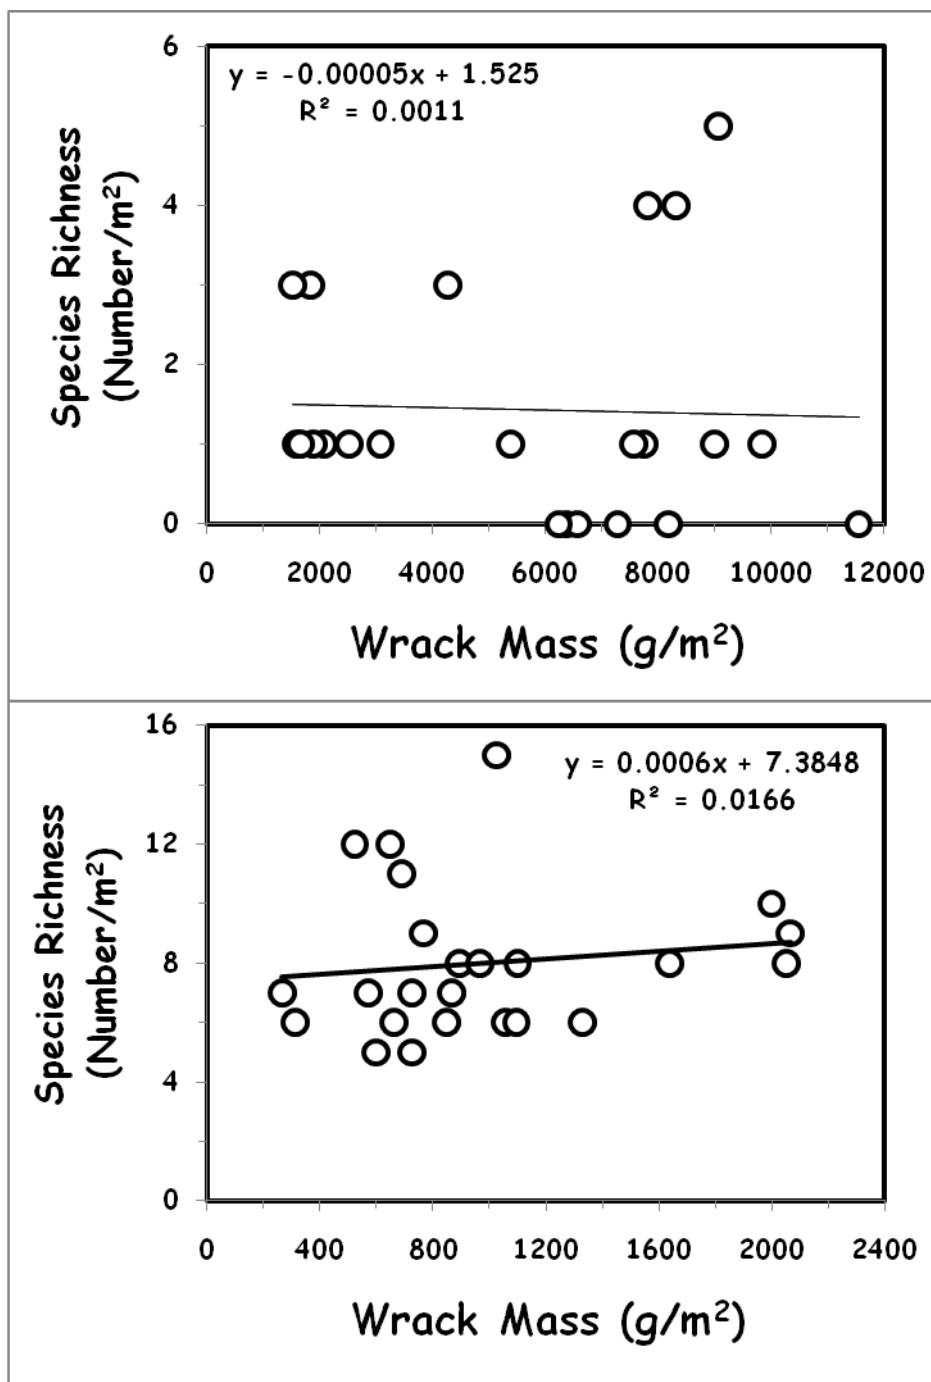 y = -0.00005x + 1.525
R² = 0.0011
Species Richness
(Number/m²)
6
4
2
0
0 2000 4000 6000 8000 10000 12000
Wrack Mass (g/m²)
y = 0.0006x + 7.3848
R² = 0.0166
Species Richness
(Number/m²)
16
12
8
4
0
0 400 800 1200 1600 2000 2400
Wrack Mass (g/m²)